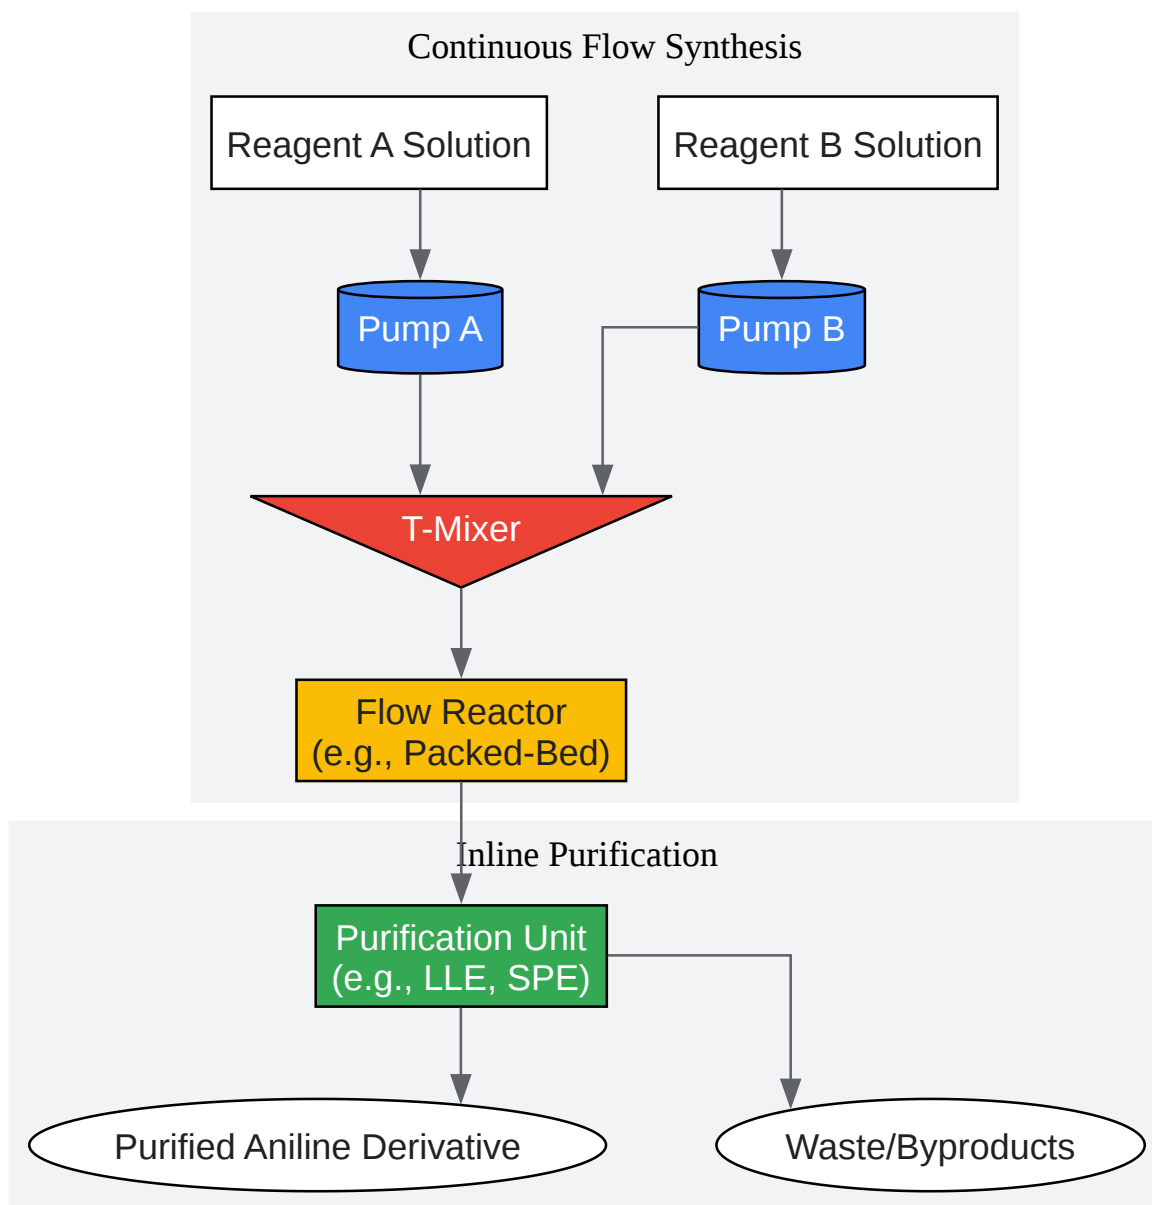 Continuous Flow Synthesis
Reagent A Solution
Reagent B Solution
Pump A
Pump B
T-Mixer
Flow Reactor
(e.g., Packed-Bed)
Inline Purification
Purification Unit
(e.g., LLE, SPE)
Purified Aniline Derivative
Waste/Byproducts